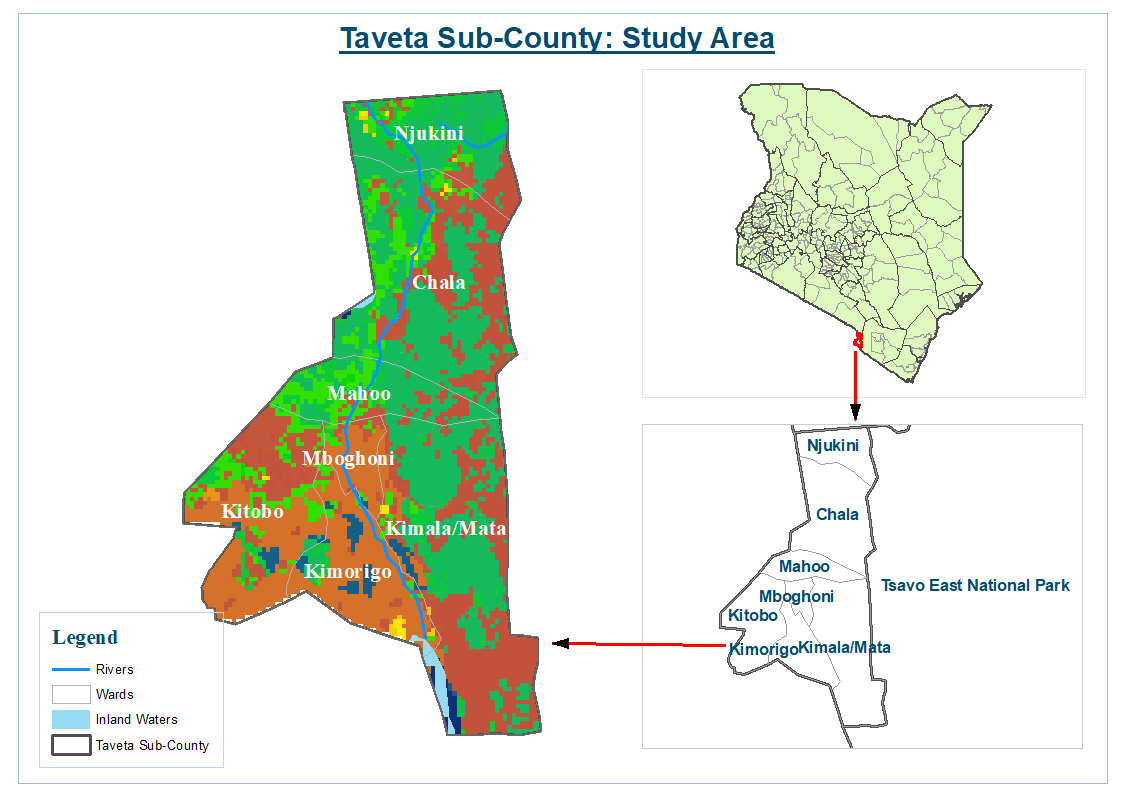 Taveta Sub-County: Study Area
Njukini
Chala
Mahoo
Mboghoni
Kitobo
Kimala/Mata
Kimorigo
Legend
Rivers
Wards
Inland Waters
Taveta Sub-County
Njukini
Chala
Mahoo
Tsavo East National Park
Mboghoni
Kitobo
Kimorigo
Kimala/Mata